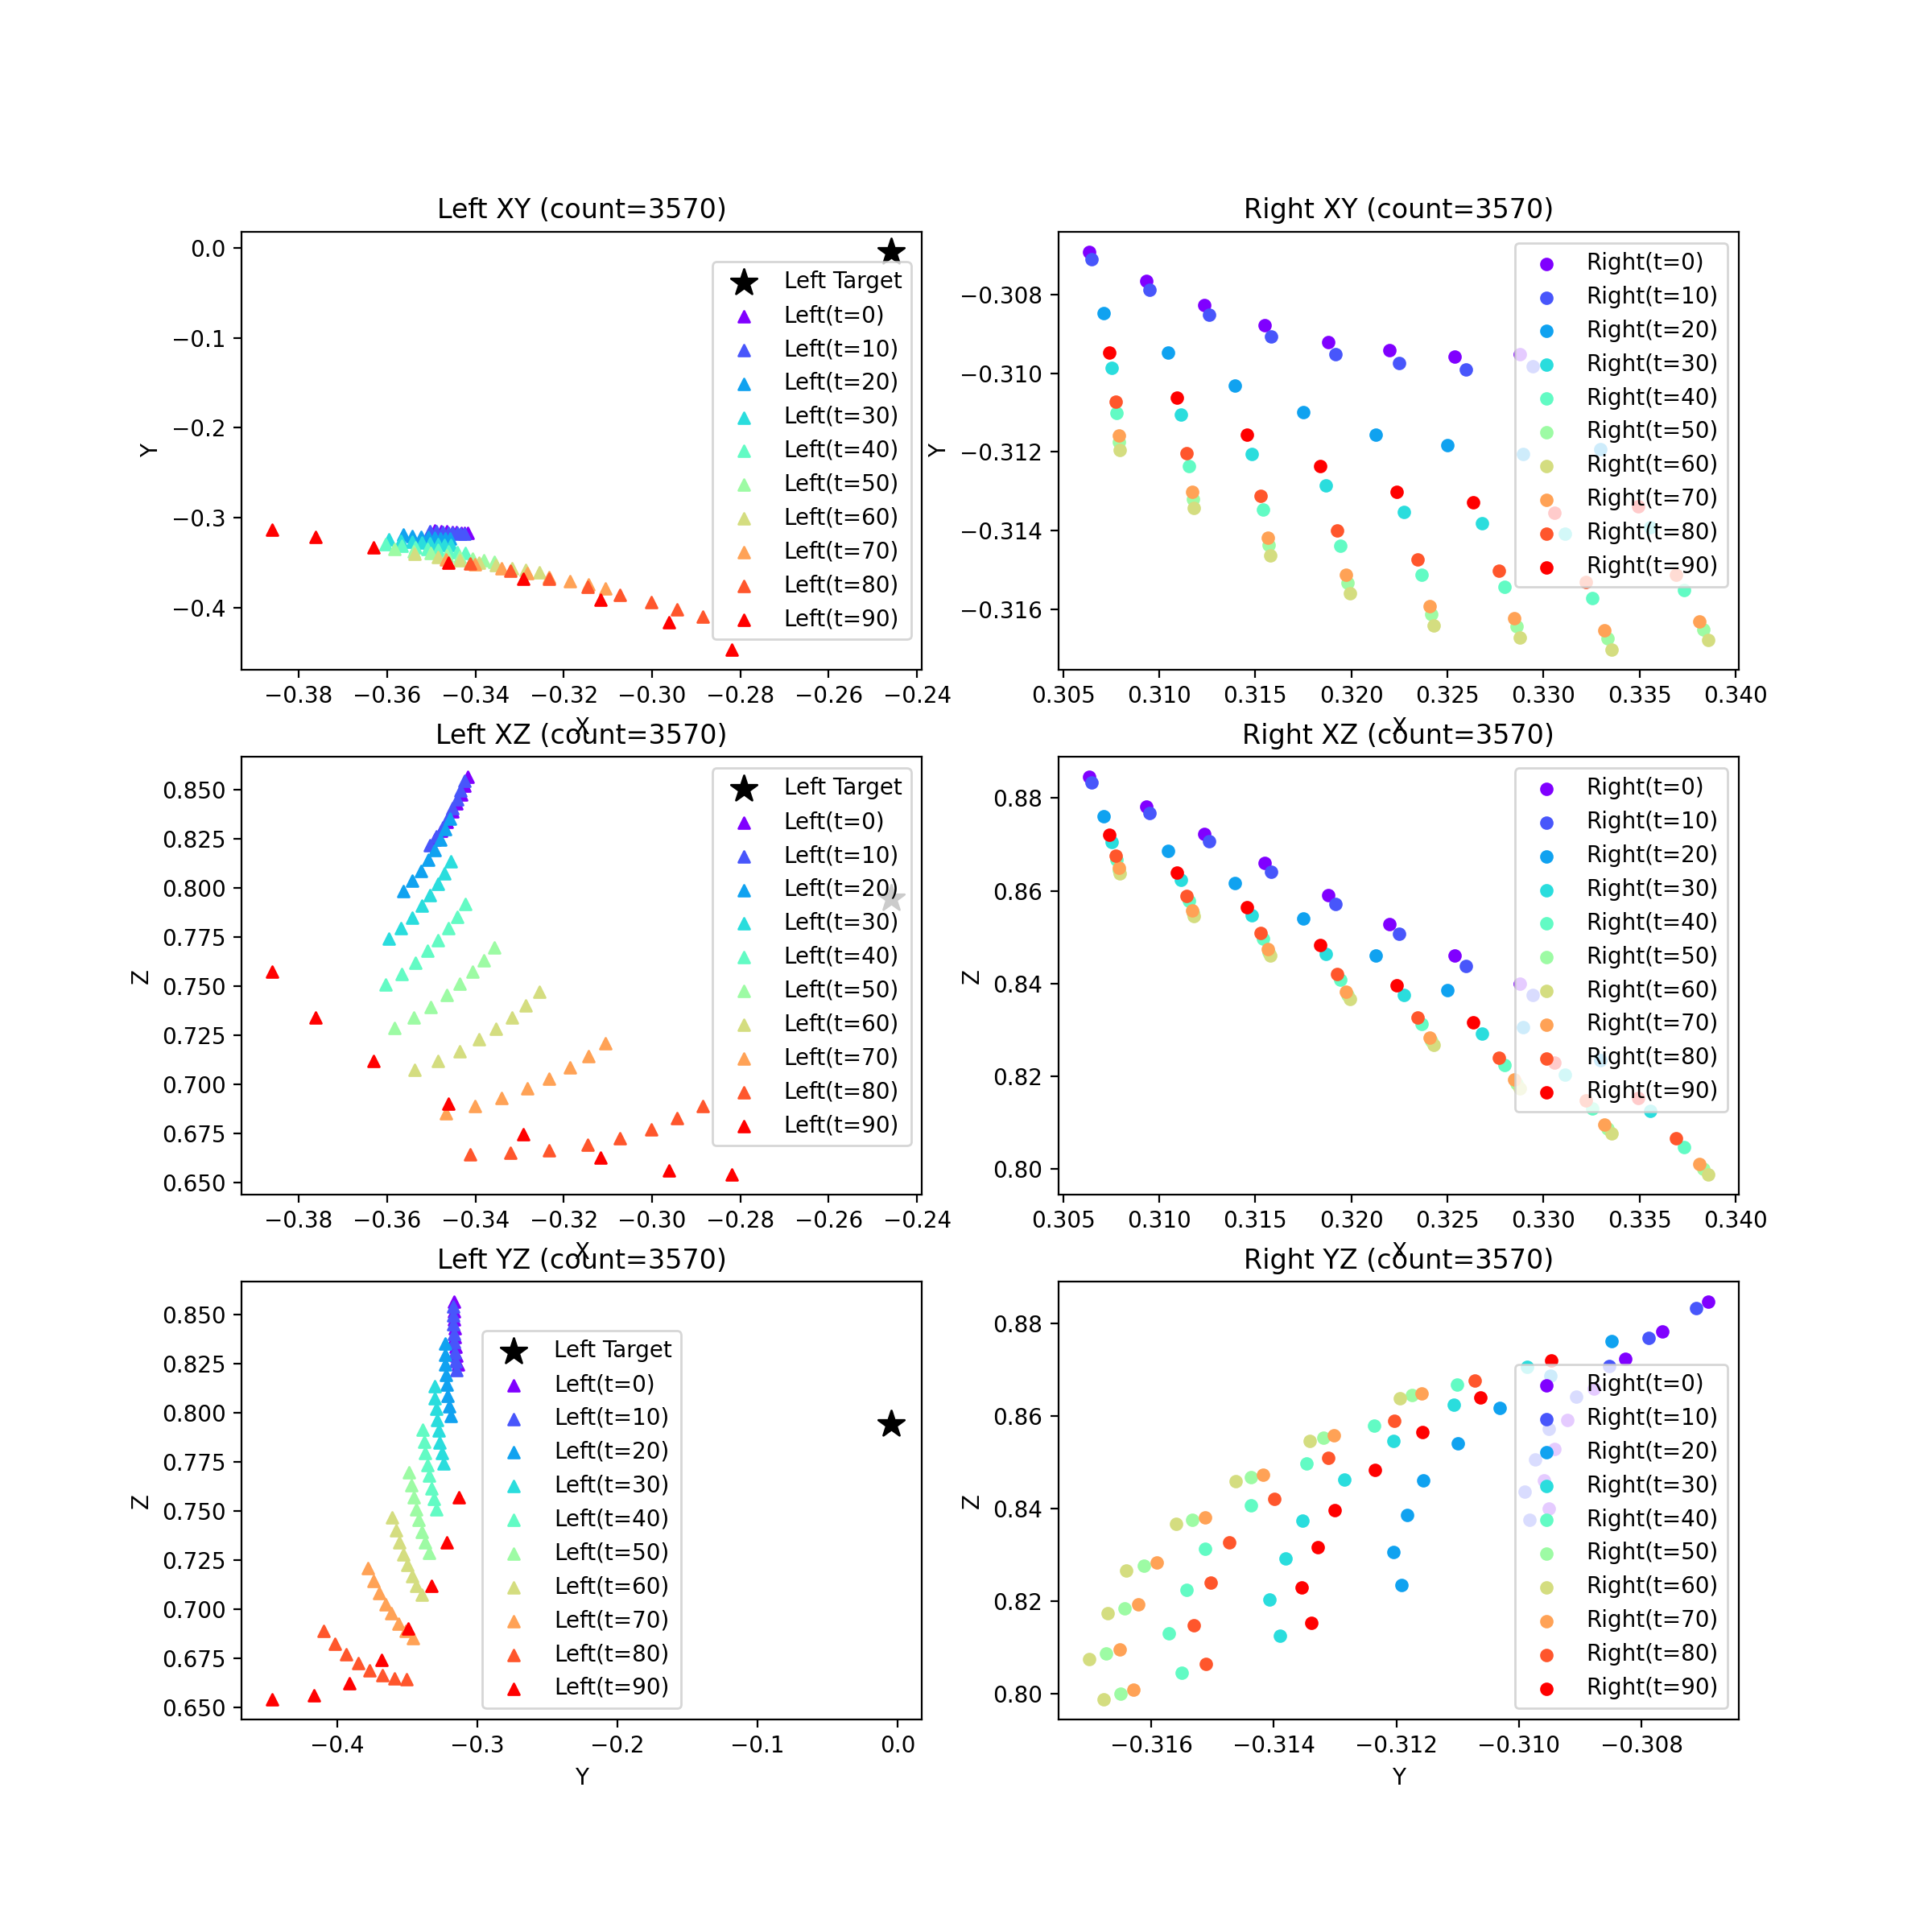 Left XY (count=3570)
0.0
−0.1
−0.2
−0.3
−0.4
Y
Left Target
Left(t=0)
Left(t=10)
Left(t=20)
Left(t=30)
Left(t=40)
Left(t=50)
Left(t=60)
Left(t=70)
Left(t=80)
Left(t=90)
−0.38 −0.36 −0.34 −0.32 −0.30 −0.28 −0.26 −0.24
X
Right XY (count=3570)
−0.308
−0.310
−0.312
−0.314
−0.316
Y
Right(t=0)
Right(t=10)
Right(t=20)
Right(t=30)
Right(t=40)
Right(t=50)
Right(t=60)
Right(t=70)
Right(t=80)
Right(t=90)
0.305 0.310 0.315 0.320 0.325 0.330 0.335 0.340
X
Left XZ (count=3570)
0.850
0.825
0.800
0.775
0.750
0.725
0.700
0.675
0.650
Z
Left Target
Left(t=0)
Left(t=10)
Left(t=20)
Left(t=30)
Left(t=40)
Left(t=50)
Left(t=60)
Left(t=70)
Left(t=80)
Left(t=90)
−0.38 −0.36 −0.34 −0.32 −0.30 −0.28 −0.26 −0.24
X
Right XZ (count=3570)
0.88
0.86
0.84
0.82
0.80
Z
Right(t=0)
Right(t=10)
Right(t=20)
Right(t=30)
Right(t=40)
Right(t=50)
Right(t=60)
Right(t=70)
Right(t=80)
Right(t=90)
0.305 0.310 0.315 0.320 0.325 0.330 0.335 0.340
X
Left YZ (count=3570)
0.850
0.825
0.800
0.775
0.750
0.725
0.700
0.675
0.650
Z
Left Target
Left(t=0)
Left(t=10)
Left(t=20)
Left(t=30)
Left(t=40)
Left(t=50)
Left(t=60)
Left(t=70)
Left(t=80)
Left(t=90)
−0.4 −0.3 −0.2 −0.1 0.0
Y
Right YZ (count=3570)
0.88
0.86
0.84
0.82
0.80
Z
Right(t=0)
Right(t=10)
Right(t=20)
Right(t=30)
Right(t=40)
Right(t=50)
Right(t=60)
Right(t=70)
Right(t=80)
Right(t=90)
−0.316 −0.314 −0.312 −0.310 −0.308
Y